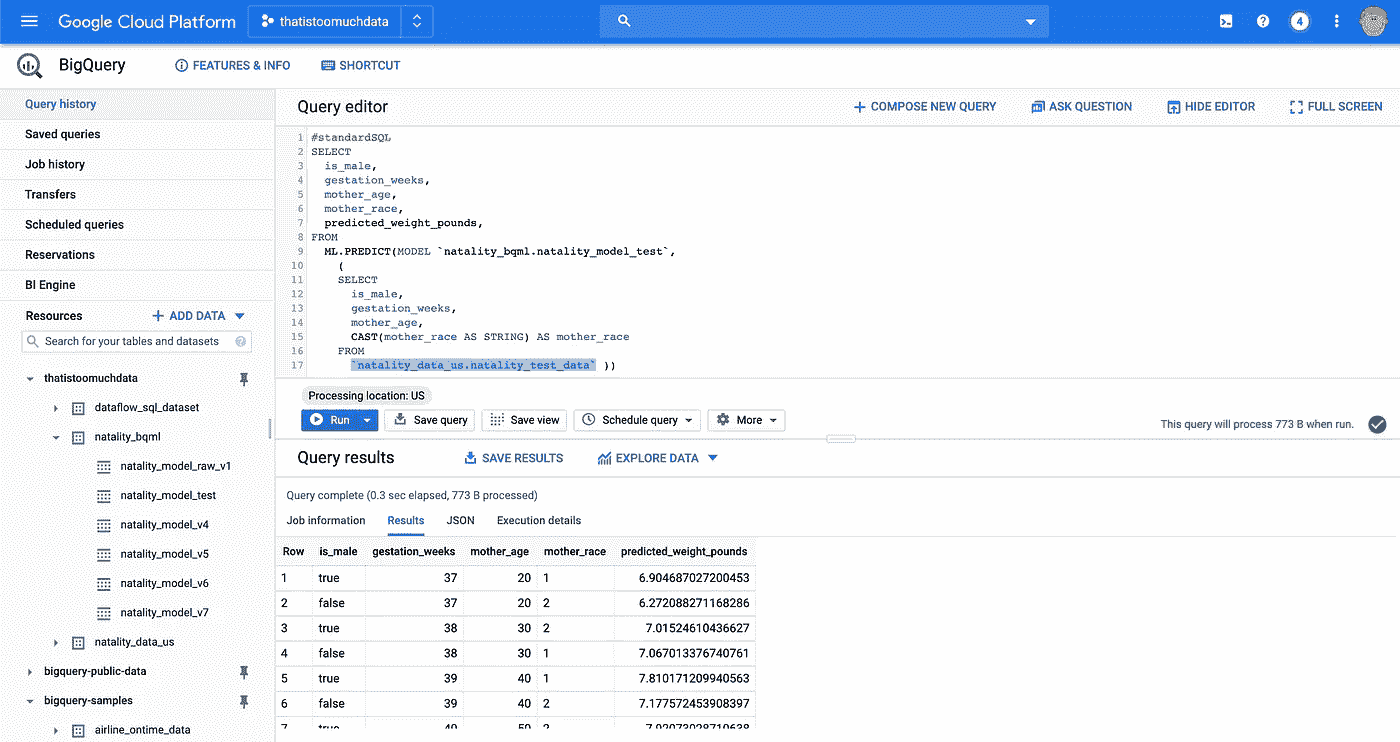 Google Cloud Platform thatistoomuchdata 4
BigQuery FEATURES & INFO SHORTCUT
Query history
Saved queries
Job history
Transfers
Scheduled queries
Reservations
BI Engine
Resources ADD DATA
Search for your tables and datasets
thatistoomuchdata
dataflow_sql_dataset
natality_bqml
natality_model_raw_v1
natality_model_test
natality_model_v4
natality_model_v5
natality_model_v6
natality_model_v7
natality_data_us
bigquery-public-data
bigquery-samples
airline_ontime_data
Query editor COMPOSE NEW QUERY ASK QUESTION HIDE EDITOR FULL SCREEN
1 #standardSQL
2 SELECT
3 is_male,
4 gestation_weeks,
5 mother_age,
6 mother_race,
7 predicted_weight_pounds,
8 FROM
9 ML.PREDICT(MODEL `natality_bqml.natality_model_test`,
10 (
11 SELECT
12 is_male,
13 gestation_weeks,
14 mother_age,
15 CAST(mother_race AS STRING) AS mother_race
16 FROM
17 `natality_data_us.natality_test_data` ))
Processing location: US
Run Save query Save view Schedule query More This query will process 773 B when run.
Query results SAVE RESULTS EXPLORE DATA
Query complete (0.3 sec elapsed, 773 B processed)
Job information Results JSON Execution details
Row is_male gestation_weeks mother_age mother_race predicted_weight_pounds
1 true 37 20 1 6.904687027200453
2 false 37 20 2 6.272088271168286
3 true 38 30 2 7.01524610436627
4 false 38 30 1 7.067013376740761
5 true 39 40 1 7.810171209940563
6 false 39 40 2 7.177572453908397
7 true 40 50 2